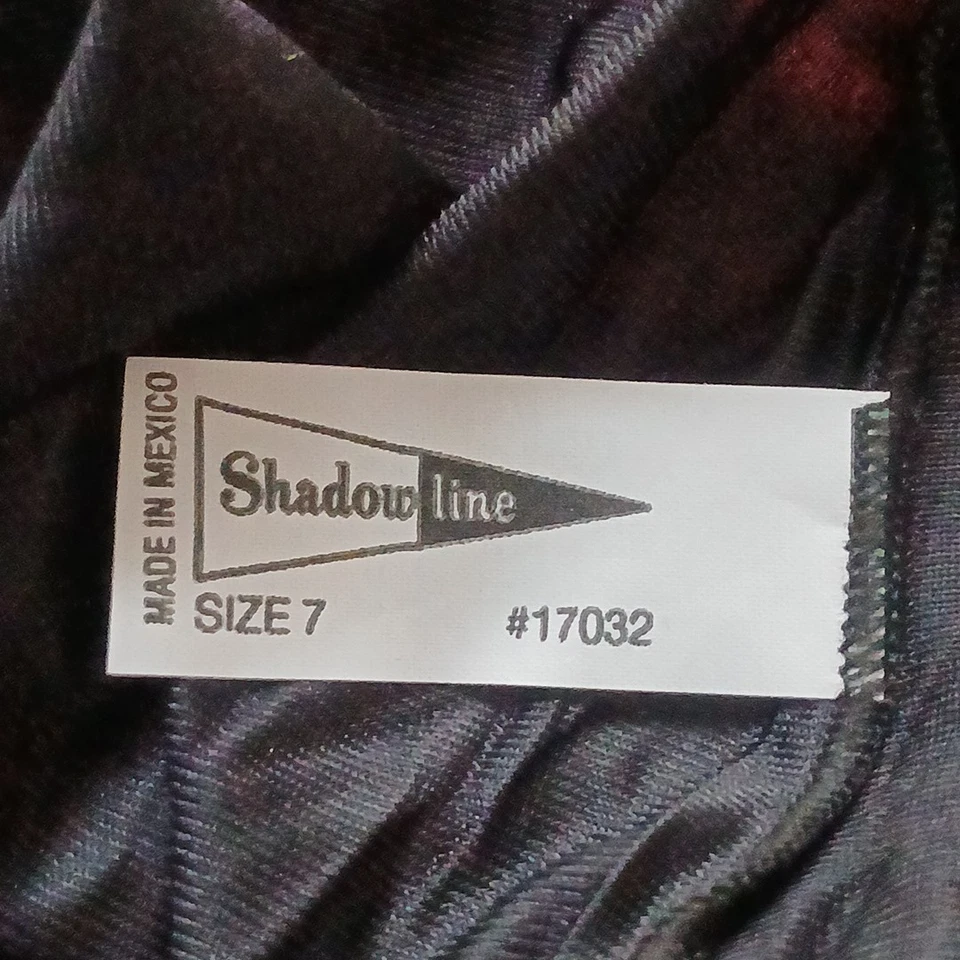 MADE IN MEXICO
Shadowline
SIZE 7
#17032